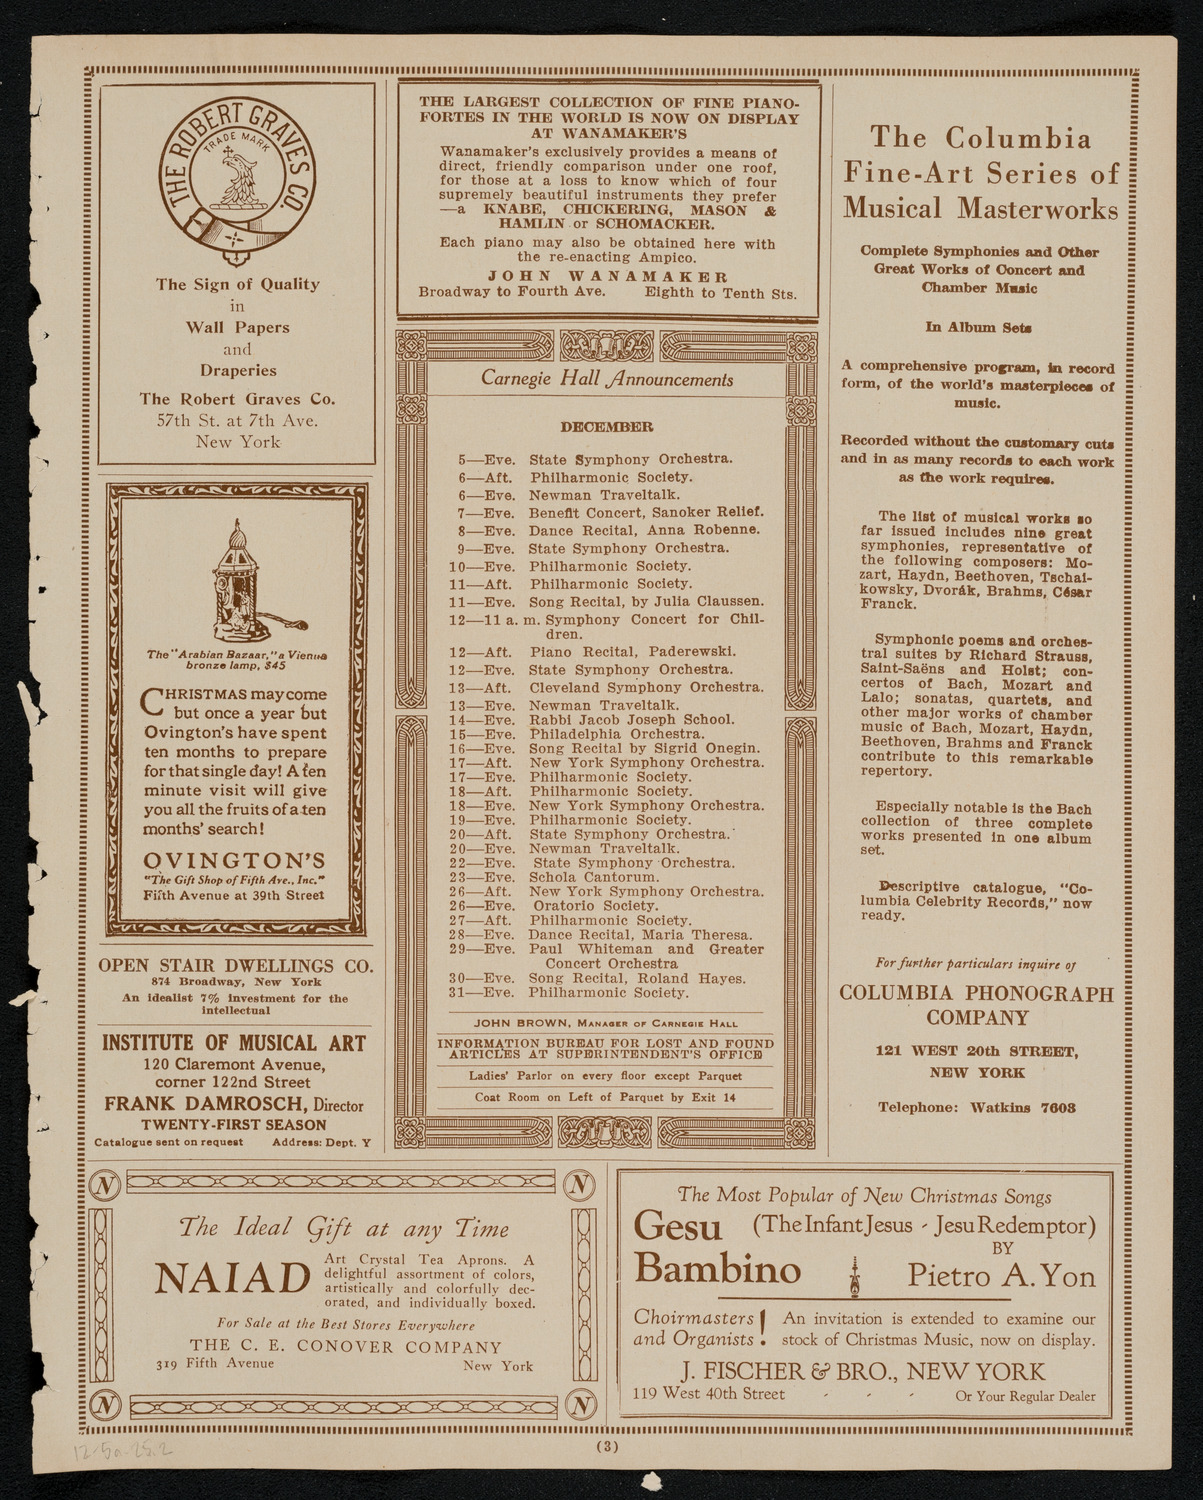 THE ROBERT GRAVES CO.
TRADE MARK
The Sign of Quality
in
Wall Papers
and
Draperies
The Robert Graves Co.
57th St. at 7th Ave.
New York
The "Arabian Bazaar," a Vienna
bronze lamp, $45
CHRISTMAS may come
but once a year but
Ovington's have spent
ten months to prepare
for that single day! A ten
minute visit will give
you all the fruits of a ten
months' search!
OVINGTON'S
"The Gift Shop of Fifth Ave., Inc."
Fifth Avenue at 39th Street
OPEN STAIR DWELLINGS CO.
874 Broadway, New York
An idealist 7% investment for the
intellectual
INSTITUTE OF MUSICAL ART
120 Claremont Avenue,
corner 122nd Street
FRANK DAMROSCH, Director
TWENTY-FIRST SEASON
Catalogue sent on request Address: Dept. Y
THE LARGEST COLLECTION OF FINE PIANO-
FORTES IN THE WORLD IS NOW ON DISPLAY
AT WANAMAKER'S
Wanamaker's exclusively provides a means of
direct, friendly comparison under one roof,
for those at a loss to know which of four
supremely beautiful instruments they prefer
—a KNABE, CHICKERING, MASON &
HAMLIN or SCHOMACKER.
Each piano may also be obtained here with
the re-enacting Ampico.
JOHN WANAMAKER
Broadway to Fourth Ave. Eighth to Tenth Sts.
Carnegie Hall Announcements
DECEMBER
5—Eve. State Symphony Orchestra.
6—Aft. Philharmonic Society.
6—Eve. Newman Traveltalk.
7—Eve. Benefit Concert, Sanoker Relief.
8—Eve. Dance Recital, Anna Robenne.
9—Eve. State Symphony Orchestra.
10—Eve. Philharmonic Society.
11—Aft. Philharmonic Society.
11—Eve. Song Recital, by Julia Claussen.
12—11 a. m. Symphony Concert for Chil-
dren.
12—Aft. Piano Recital, Paderewski.
12—Eve. State Symphony Orchestra.
13—Aft. Cleveland Symphony Orchestra.
13—Eve. Newman Traveltalk.
14—Eve. Rabbi Jacob Joseph School.
15—Eve. Philadelphia Orchestra.
16—Eve. Song Recital by Sigrid Onegin.
17—Aft. New York Symphony Orchestra.
17—Eve. Philharmonic Society.
18—Aft. Philharmonic Society.
18—Eve. New York Symphony Orchestra.
19—Eve. Philharmonic Society.
20—Aft. State Symphony Orchestra.
20—Eve. Newman Traveltalk.
22—Eve. State Symphony Orchestra.
23—Eve. Schola Cantorum.
26—Aft. New York Symphony Orchestra.
26—Eve. Oratorio Society.
27—Aft. Philharmonic Society.
28—Eve. Dance Recital, Maria Theresa.
29—Eve. Paul Whiteman and Greater
Concert Orchestra
30—Eve. Song Recital, Roland Hayes.
31—Eve. Philharmonic Society.
JOHN BROWN, MANAGER OF CARNEGIE HALL
INFORMATION BUREAU FOR LOST AND FOUND
ARTICLES AT SUPERINTENDENT'S OFFICE
Ladies' Parlor on every floor except Parquet
Coat Room on Left of Parquet by Exit 14
The Columbia
Fine-Art Series of
Musical Masterworks
Complete Symphonies and Other
Great Works of Concert and
Chamber Music
In Album Sets
A comprehensive program, in record
form, of the world's masterpieces of
music.
Recorded without the customary cuts
and in as many records to each work
as the work requires.
The list of musical works so
far issued includes nine great
symphonies, representative of
the following composers: Mo-
zart, Haydn, Beethoven, Tschai-
kowsky, Dvorák, Brahms, César
Franck.
Symphonic poems and orches-
tral suites by Richard Strauss,
Saint-Saëns and Holst; con-
certos of Bach, Mozart and
Lalo; sonatas, quartets, and
other major works of chamber
music of Bach, Mozart, Haydn,
Beethoven, Brahms and Franck
contribute to this remarkable
repertory.
Especially notable is the Bach
collection of three complete
works presented in one album
set.
Descriptive catalogue, "Co-
lumbia Celebrity Records," now
ready.
For further particulars inquire of
COLUMBIA PHONOGRAPH
COMPANY
121 WEST 20th STREET,
NEW YORK
Telephone: Watkins 7608
N N
The Ideal Gift at any Time
NAIAD
Art Crystal Tea Aprons. A
delightful assortment of colors,
artistically and colorfully dec-
orated, and individually boxed.
For Sale at the Best Stores Everywhere
THE C. E. CONOVER COMPANY
319 Fifth Avenue New York
N N
The Most Popular of New Christmas Songs
Gesu (The Infant Jesus - Jesu Redemptor)
BY
Bambino Pietro A. Yon
Choirmasters and Organists!
An invitation is extended to examine our
stock of Christmas Music, now on display.
J. FISCHER & BRO., NEW YORK
119 West 40th Street - - - Or Your Regular Dealer
(3)